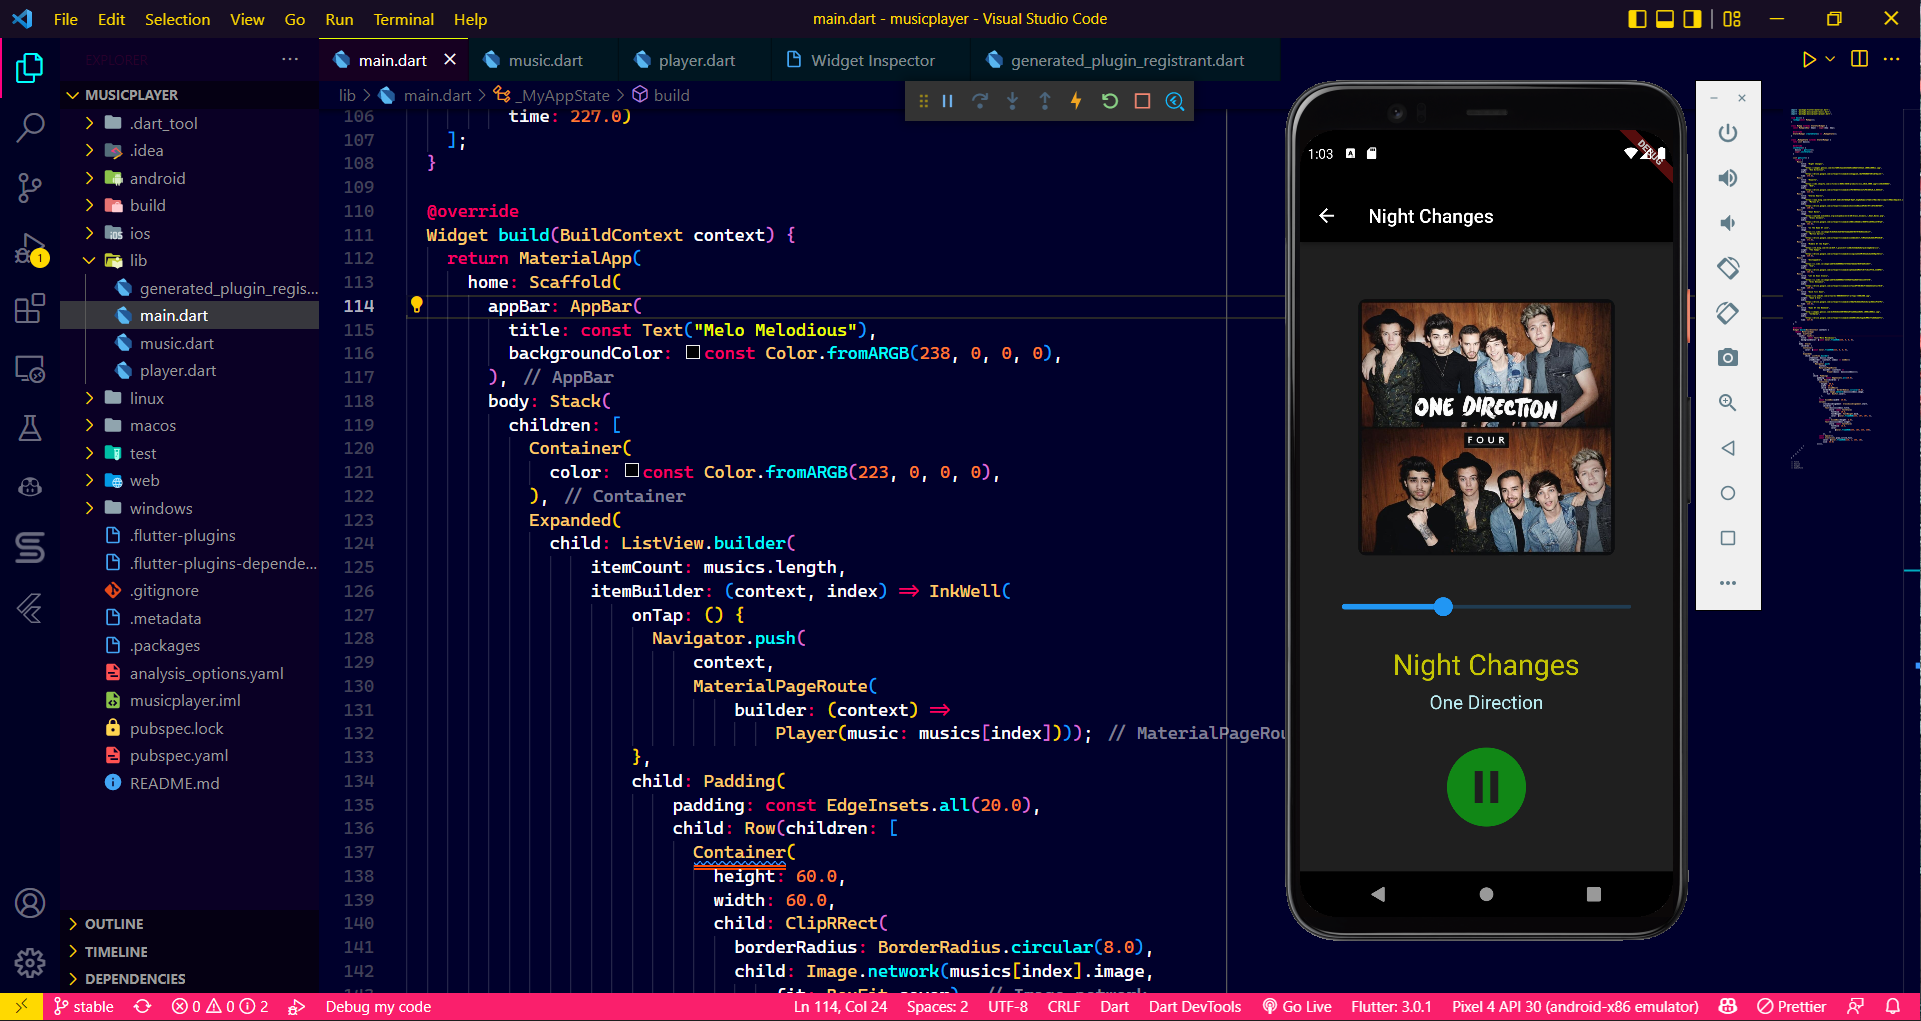 File Edit Selection View Go Run Terminal Help
main.dart - musicplayer - Visual Studio Code
EXPLORER
main.dart
music.dart
player.dart
Widget Inspector
generated_plugin_registrant.dart
MUSICPLAYER
.dart_tool
.idea
android
build
ios
lib
generated_plugin_regis...
main.dart
music.dart
player.dart
linux
macos
test
web
windows
.flutter-plugins
.flutter-plugins-depende...
.gitignore
.metadata
.packages
analysis_options.yaml
musicplayer.iml
pubspec.lock
pubspec.yaml
README.md
OUTLINE
TIMELINE
DEPENDENCIES
1
lib > main.dart > _MyAppState > build
106 time: 227.0)
107 ];
108 }
109
110 @override
111 Widget build(BuildContext context) {
112 return MaterialApp(
113 home: Scaffold(
114 appBar: AppBar(
115 title: const Text("Melo Melodious"),
116 backgroundColor: const Color.fromARGB(238, 0, 0, 0),
117 ), // AppBar
118 body: Stack(
119 children: [
120 Container(
121 color: const Color.fromARGB(223, 0, 0, 0),
122 ), // Container
123 Expanded(
124 child: ListView.builder(
125 itemCount: musics.length,
126 itemBuilder: (context, index) => InkWell(
127 onTap: () {
128 Navigator.push(
129 context,
130 MaterialPageRoute(
131 builder: (context) =>
132 Player(music: musics[index]))); // MaterialPageRou
133 },
134 child: Padding(
135 padding: const EdgeInsets.all(20.0),
136 child: Row(children: [
137 Container(
138 height: 60.0,
139 width: 60.0,
140 child: ClipRRect(
141 borderRadius: BorderRadius.circular(8.0),
142 child: Image.network(musics[index].image,
1:03
DEBUG
Night Changes
ONE DIRECTION
FOUR
Night Changes
One Direction
stable
0 0 2
Debug my code
Ln 114, Col 24
Spaces: 2
UTF-8
CRLF
Dart
Dart DevTools
Go Live
Flutter: 3.0.1
Pixel 4 API 30 (android-x86 emulator)
Prettier